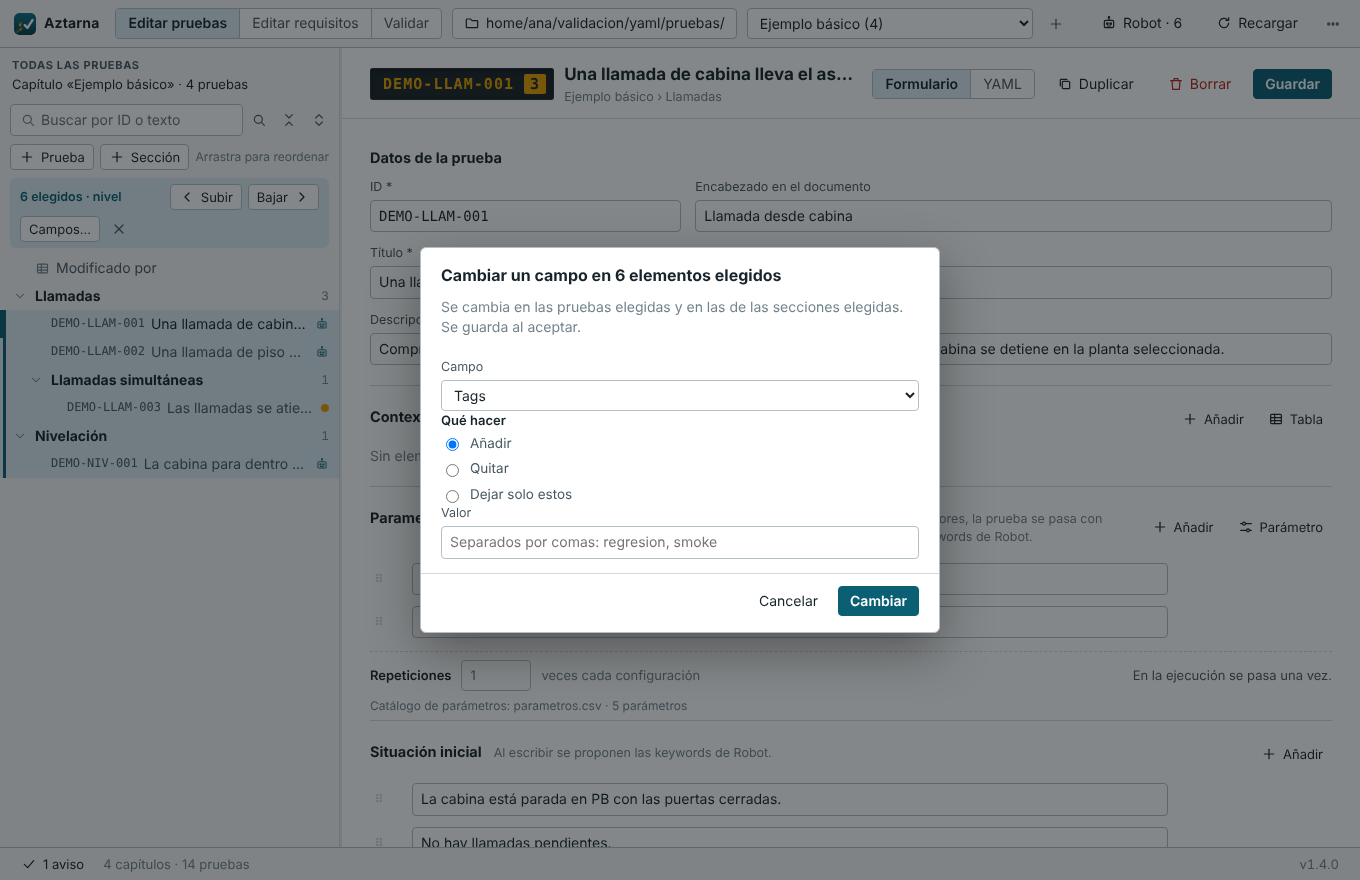 Aztarna
Editar pruebas
Editar requisitos
Validar
home/ana/validacion/yaml/pruebas/
Ejemplo básico (4)
Robot · 6
Recargar
TODAS LAS PRUEBAS
Capítulo «Ejemplo básico» · 4 pruebas
Buscar por ID o texto
Prueba
Sección
Arrastra para reordenar
6 elegidos · nivel
Subir
Bajar
Campos...
Modificado por
Llamadas 3
DEMO-LLAM-001 Una llamada de cabin...
DEMO-LLAM-002 Una llamada de piso ...
Llamadas simultáneas 1
DEMO-LLAM-003 Las llamadas se atie...
Nivelación 1
DEMO-NIV-001 La cabina para dentro ...
DEMO-LLAM-001 3
Una llamada de cabina lleva el as...
Ejemplo básico › Llamadas
Formulario
YAML
Duplicar
Borrar
Guardar
Datos de la prueba
ID *
Encabezado en el documento
DEMO-LLAM-001
Llamada desde cabina
Título *
Una lla
Descripc
Compr
abina se detiene en la planta seleccionada.
Contex
Añadir
Tabla
Sin elem
Parame
ores, la prueba se pasa con
words de Robot.
Añadir
Parámetro
Cambiar un campo en 6 elementos elegidos
Se cambia en las pruebas elegidas y en las de las secciones elegidas.
Se guarda al aceptar.
Campo
Tags
Qué hacer
Añadir
Quitar
Dejar solo estos
Valor
Separados por comas: regresion, smoke
Cancelar
Cambiar
Repeticiones 1 veces cada configuración
En la ejecución se pasa una vez.
Catálogo de parámetros: parametros.csv · 5 parámetros
Situación inicial
Al escribir se proponen las keywords de Robot.
Añadir
La cabina está parada en PB con las puertas cerradas.
No hay llamadas pendientes.
1 aviso
4 capítulos · 14 pruebas
v1.4.0